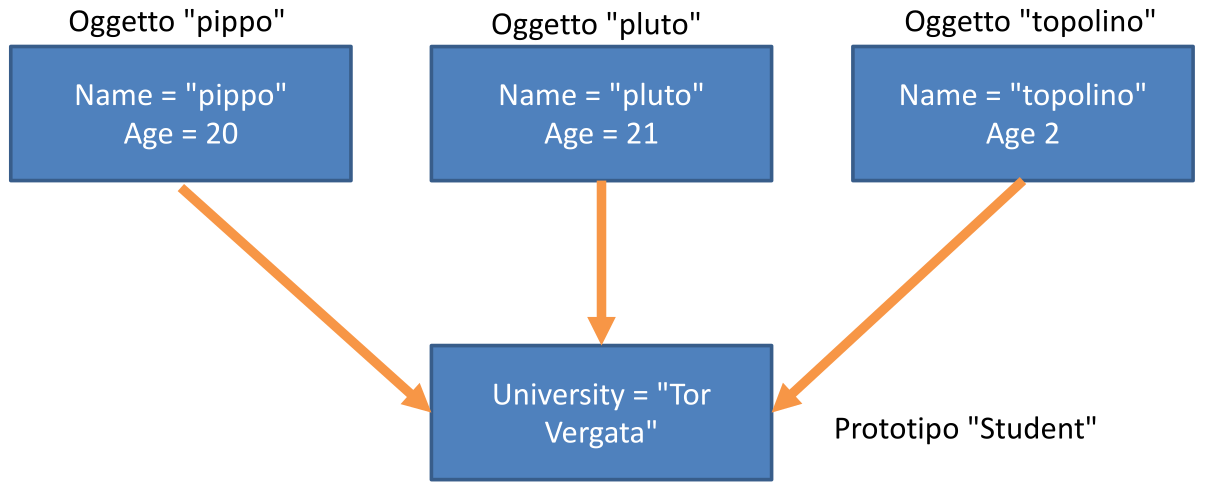 Oggetto "pippo"
Oggetto "pluto"
Oggetto "topolino"
Name = "pippo"
Age = 20
Name = "pluto"
Age = 21
Name = "topolino"
Age 2
University = "Tor
Vergata"
Prototipo "Student"